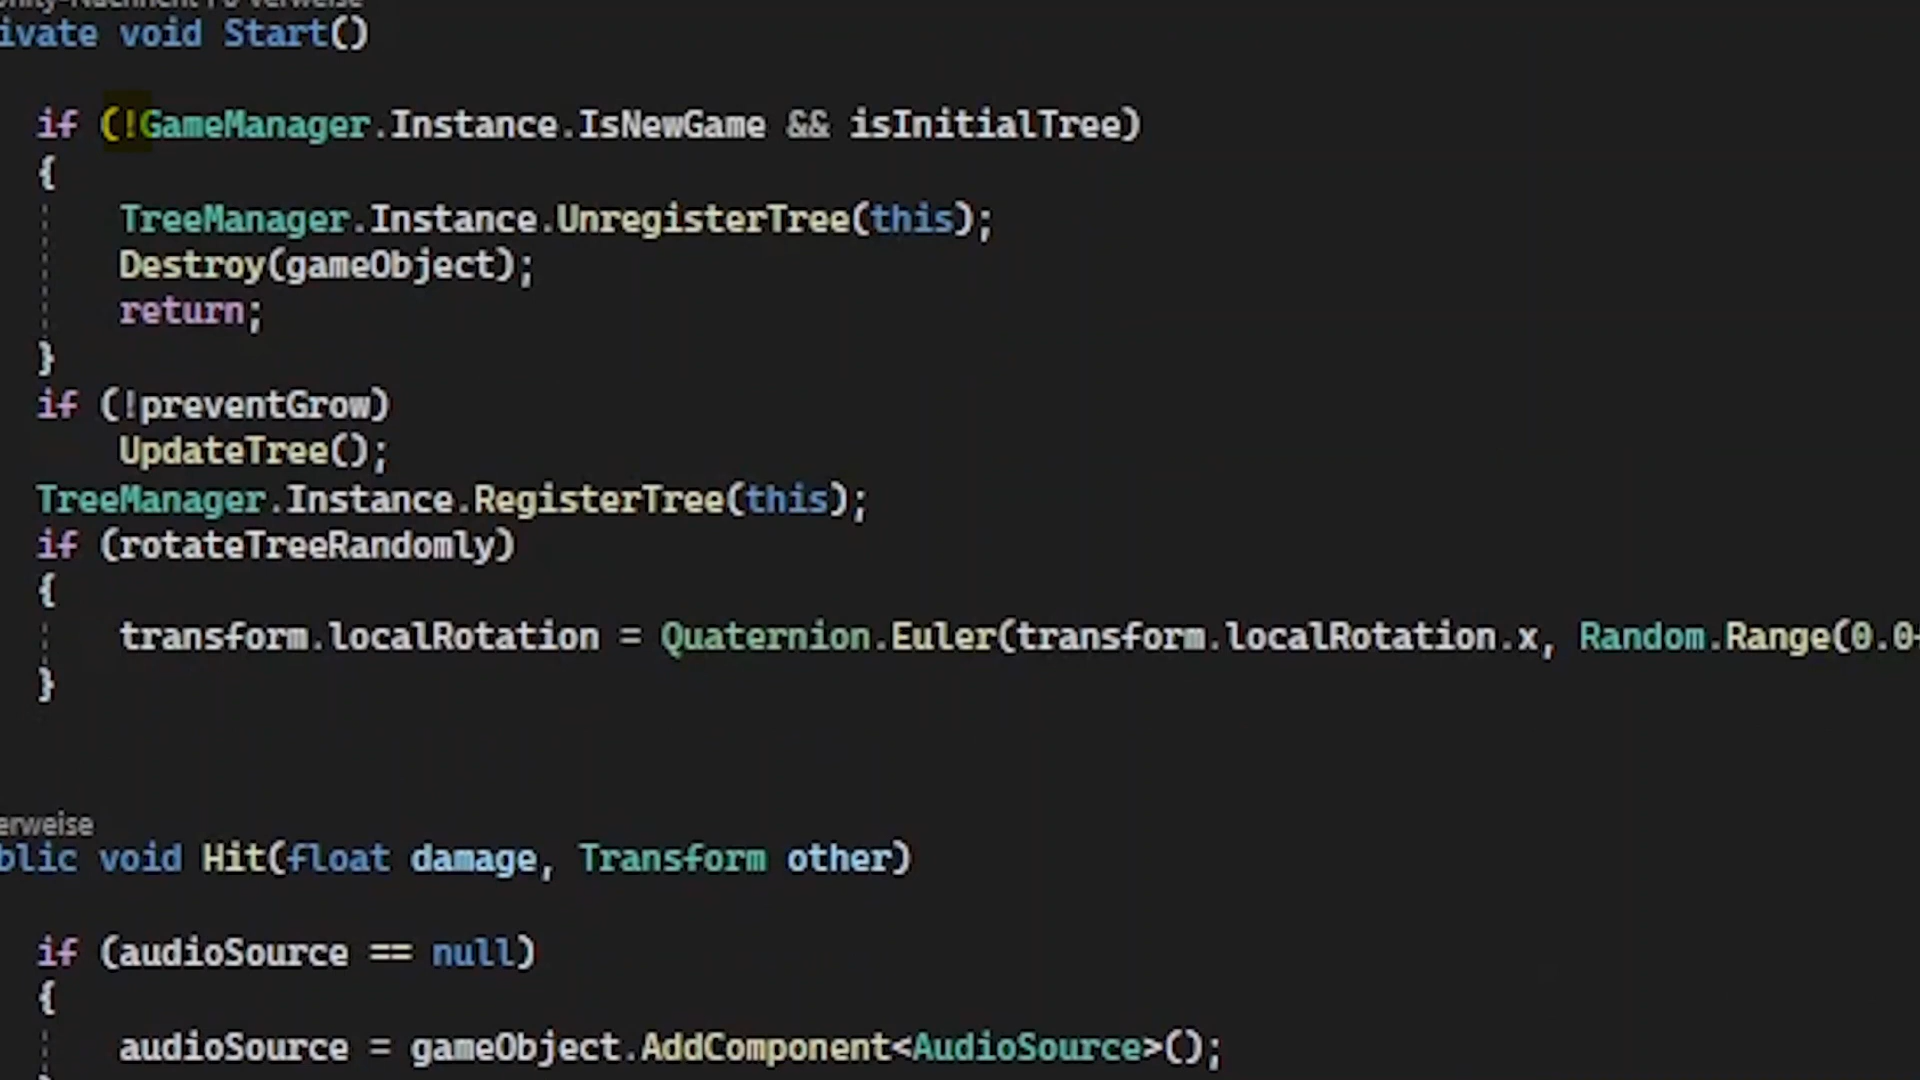 ivate void Start()
if (!GameManager.Instance.IsNewGame && isInitialTree)
{
TreeManager.Instance.UnregisterTree(this);
Destroy(gameObject);
return;
}
if (!preventGrow)
UpdateTree();
TreeManager.Instance.RegisterTree(this);
if (rotateTreeRandomly)
{
transform.localRotation = Quaternion.Euler(transform.localRotation.x, Random.Range(0.0
}
erweise
blic void Hit(float damage, Transform other)
if (audioSource == null)
{
audioSource = gameObject.AddComponent<AudioSource>();